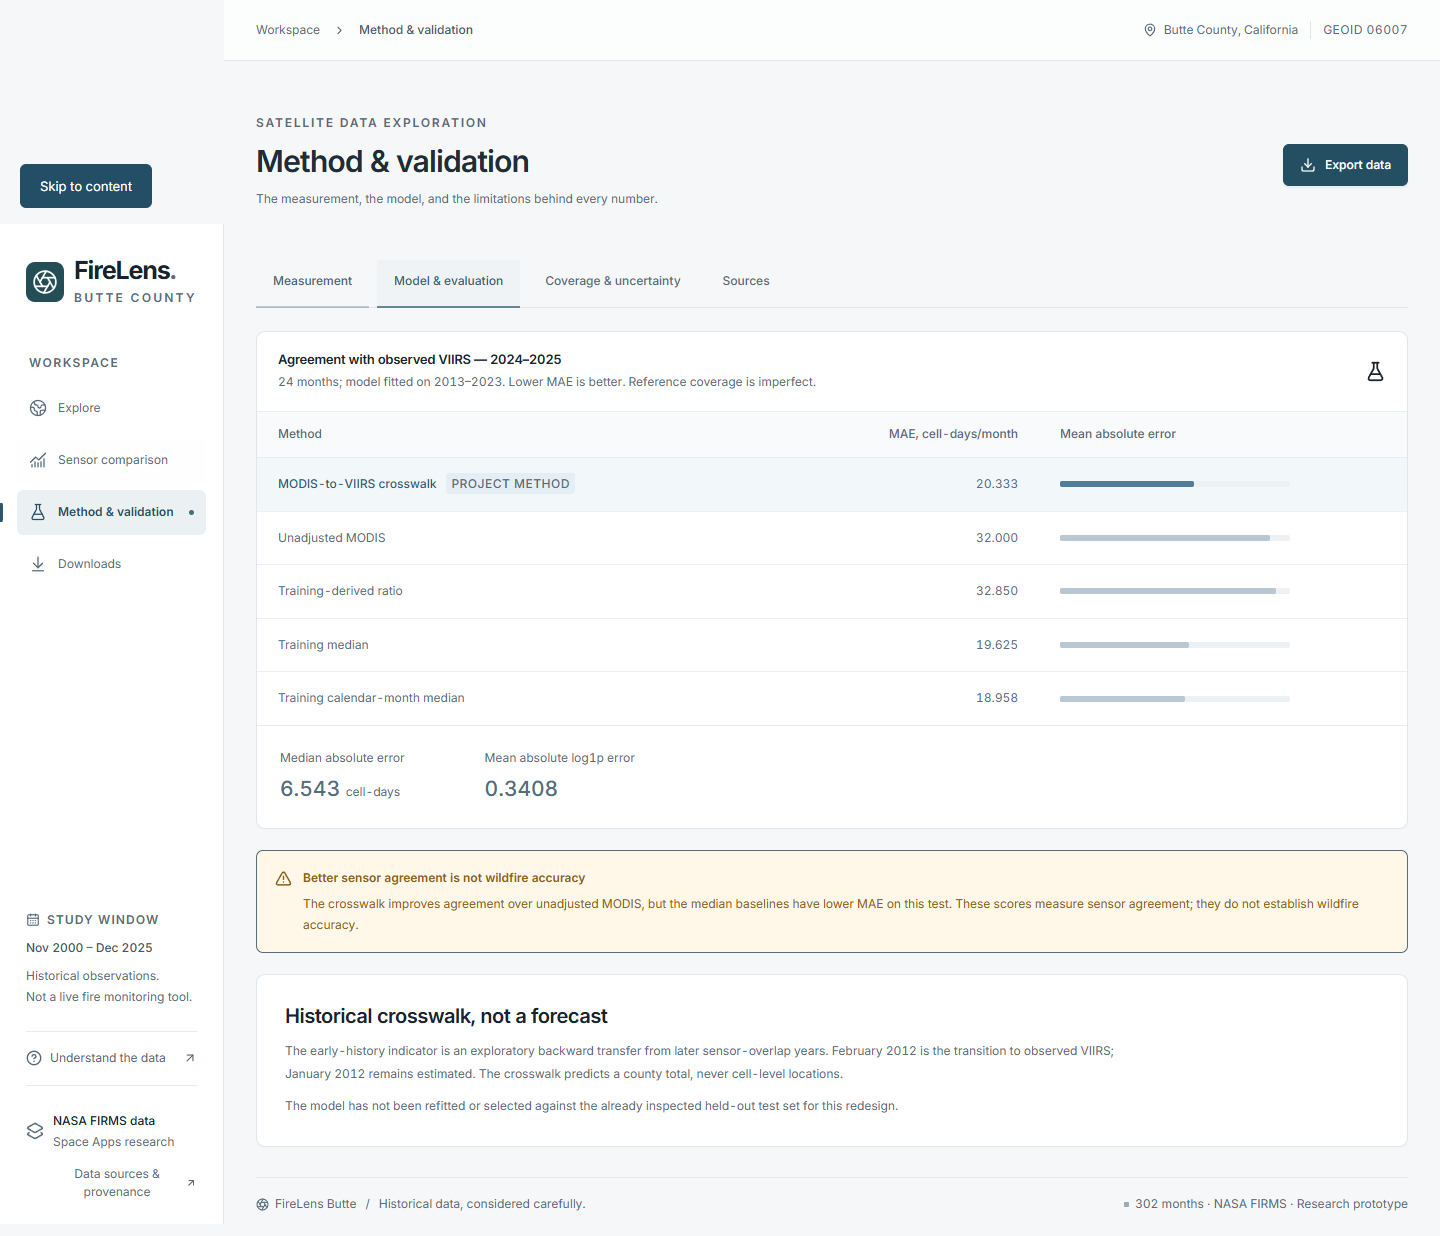 Workspace > Method & validation
Butte County, California | GEOID 06007
Skip to content
FireLens.
BUTTE COUNTY
WORKSPACE
Explore
Sensor comparison
Method & validation
Downloads
STUDY WINDOW
Nov 2000 – Dec 2025
Historical observations.
Not a live fire monitoring tool.
Understand the data
NASA FIRMS data
Space Apps research
Data sources &
provenance
SATELLITE DATA EXPLORATION
Method & validation
The measurement, the model, and the limitations behind every number.
Export data
Measurement
Model & evaluation
Coverage & uncertainty
Sources
Agreement with observed VIIRS — 2024–2025
24 months; model fitted on 2013–2023. Lower MAE is better. Reference coverage is imperfect.
Method MAE, cell-days/month Mean absolute error
MODIS-to-VIIRS crosswalk PROJECT METHOD 20.333
Unadjusted MODIS 32.000
Training-derived ratio 32.850
Training median 19.625
Training calendar-month median 18.958
Median absolute error
6.543 cell-days
Mean absolute log1p error
0.3408
Better sensor agreement is not wildfire accuracy
The crosswalk improves agreement over unadjusted MODIS, but the median baselines have lower MAE on this test. These scores measure sensor agreement; they do not establish wildfire
accuracy.
Historical crosswalk, not a forecast
The early-history indicator is an exploratory backward transfer from later sensor-overlap years. February 2012 is the transition to observed VIIRS;
January 2012 remains estimated. The crosswalk predicts a county total, never cell-level locations.
The model has not been refitted or selected against the already inspected held-out test set for this redesign.
FireLens Butte / Historical data, considered carefully.
302 months · NASA FIRMS · Research prototype